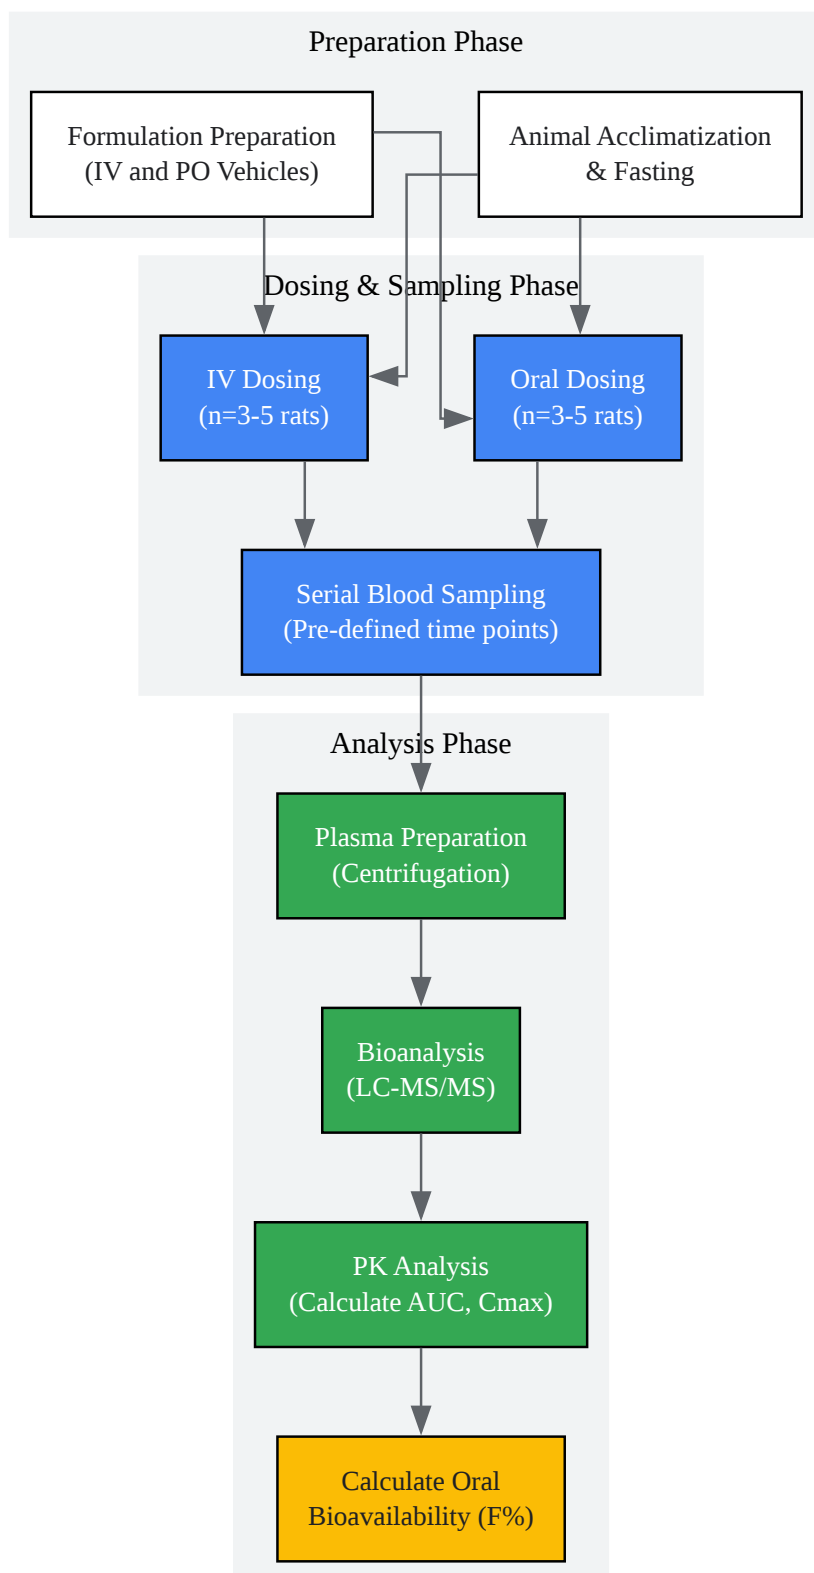 Preparation Phase
Formulation Preparation
(IV and PO Vehicles)
Animal Acclimatization
& Fasting
Dosing & Sampling Phase
IV Dosing
(n=3-5 rats)
Oral Dosing
(n=3-5 rats)
Serial Blood Sampling
(Pre-defined time points)
Analysis Phase
Plasma Preparation
(Centrifugation)
Bioanalysis
(LC-MS/MS)
PK Analysis
(Calculate AUC, Cmax)
Calculate Oral
Bioavailability (F%)